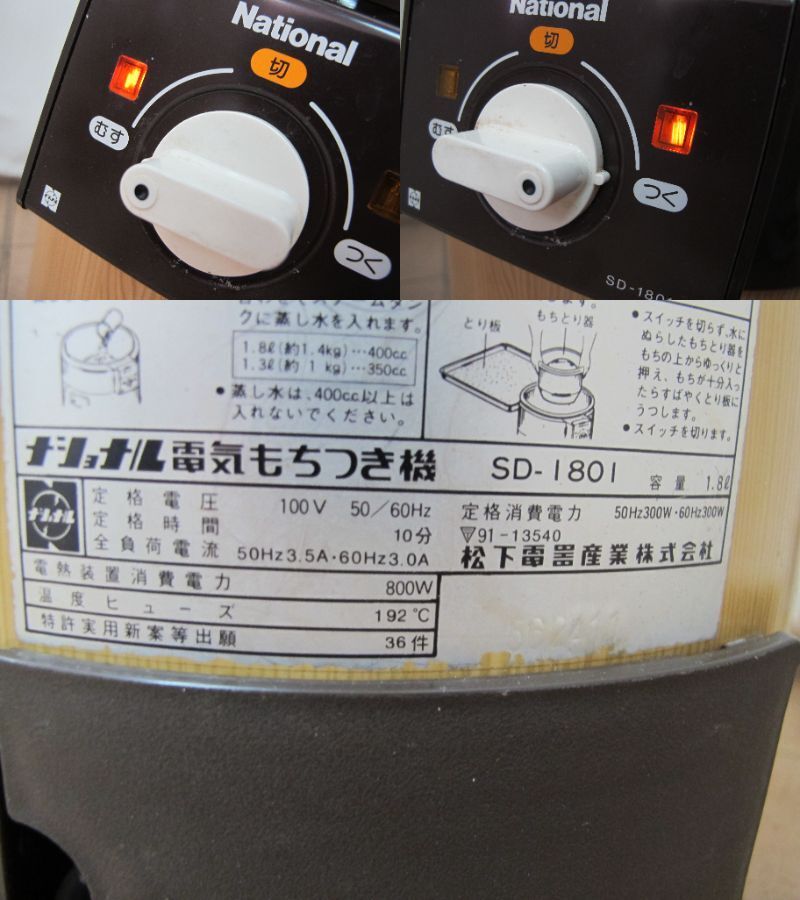 National
切
むす
つく
National
切
むす
つく
SD-1801
クに蒸し水を入れます。
1.8ℓ(約1.4kg)…400cc
1.3ℓ(約 1 kg)…350cc
●蒸し水は、400cc以上は
入れないでください。
とり板
もちとり器
●スイッチを切らず、水に
ぬらしたもちとり器を
もちの上からゆっくりと
押え、もちが十分入っ
たらすばやくとり板に
うつします。
●スイッチを切ります。
ナショナル電気もちつき機 SD-1801 容量 1.8ℓ
ナショナル
定格電圧 100V 50/60Hz
定格時間 10分
全負荷電流 50Hz3.5A・60Hz3.0A
定格消費電力 50Hz300W・60Hz300W
▽91-13540
松下電器産業株式会社
電熱装置消費電力 800W
温度ヒューズ 192℃
特許実用新案等出願 36件